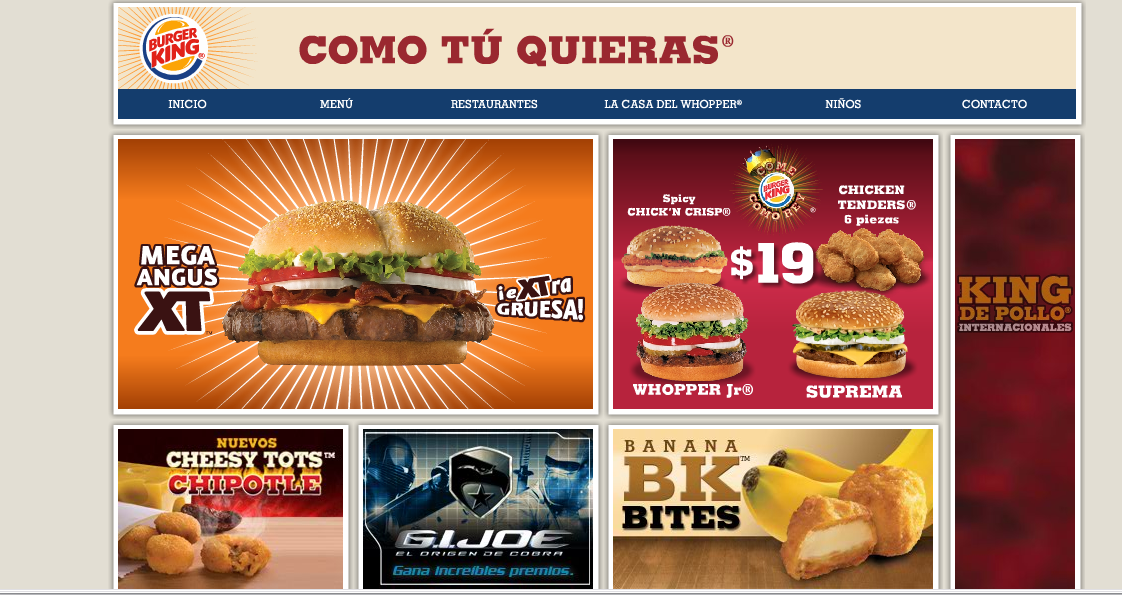 BURGER
KING®
COMO TÚ QUIERAS®
INICIO
MENÚ
RESTAURANTES
LA CASA DEL WHOPPER®
NIÑOS
CONTACTO
MEGA
ANGUS
XT™
¡eXTra
GRUESA!
COME
BURGER
KING
COMO REY®
Spicy
CHICK'N CRISP®
CHICKEN
TENDERS®
6 piezas
$19
WHOPPER Jr®
SUPREMA
KING
DE POLLO®
INTERNACIONALES
NUEVOS
CHEESY TOTS™
CHIPOTLE
G.I.JOE
EL ORIGEN DE COBRA
Gana increíbles premios.
BANANA
BK™
BITES